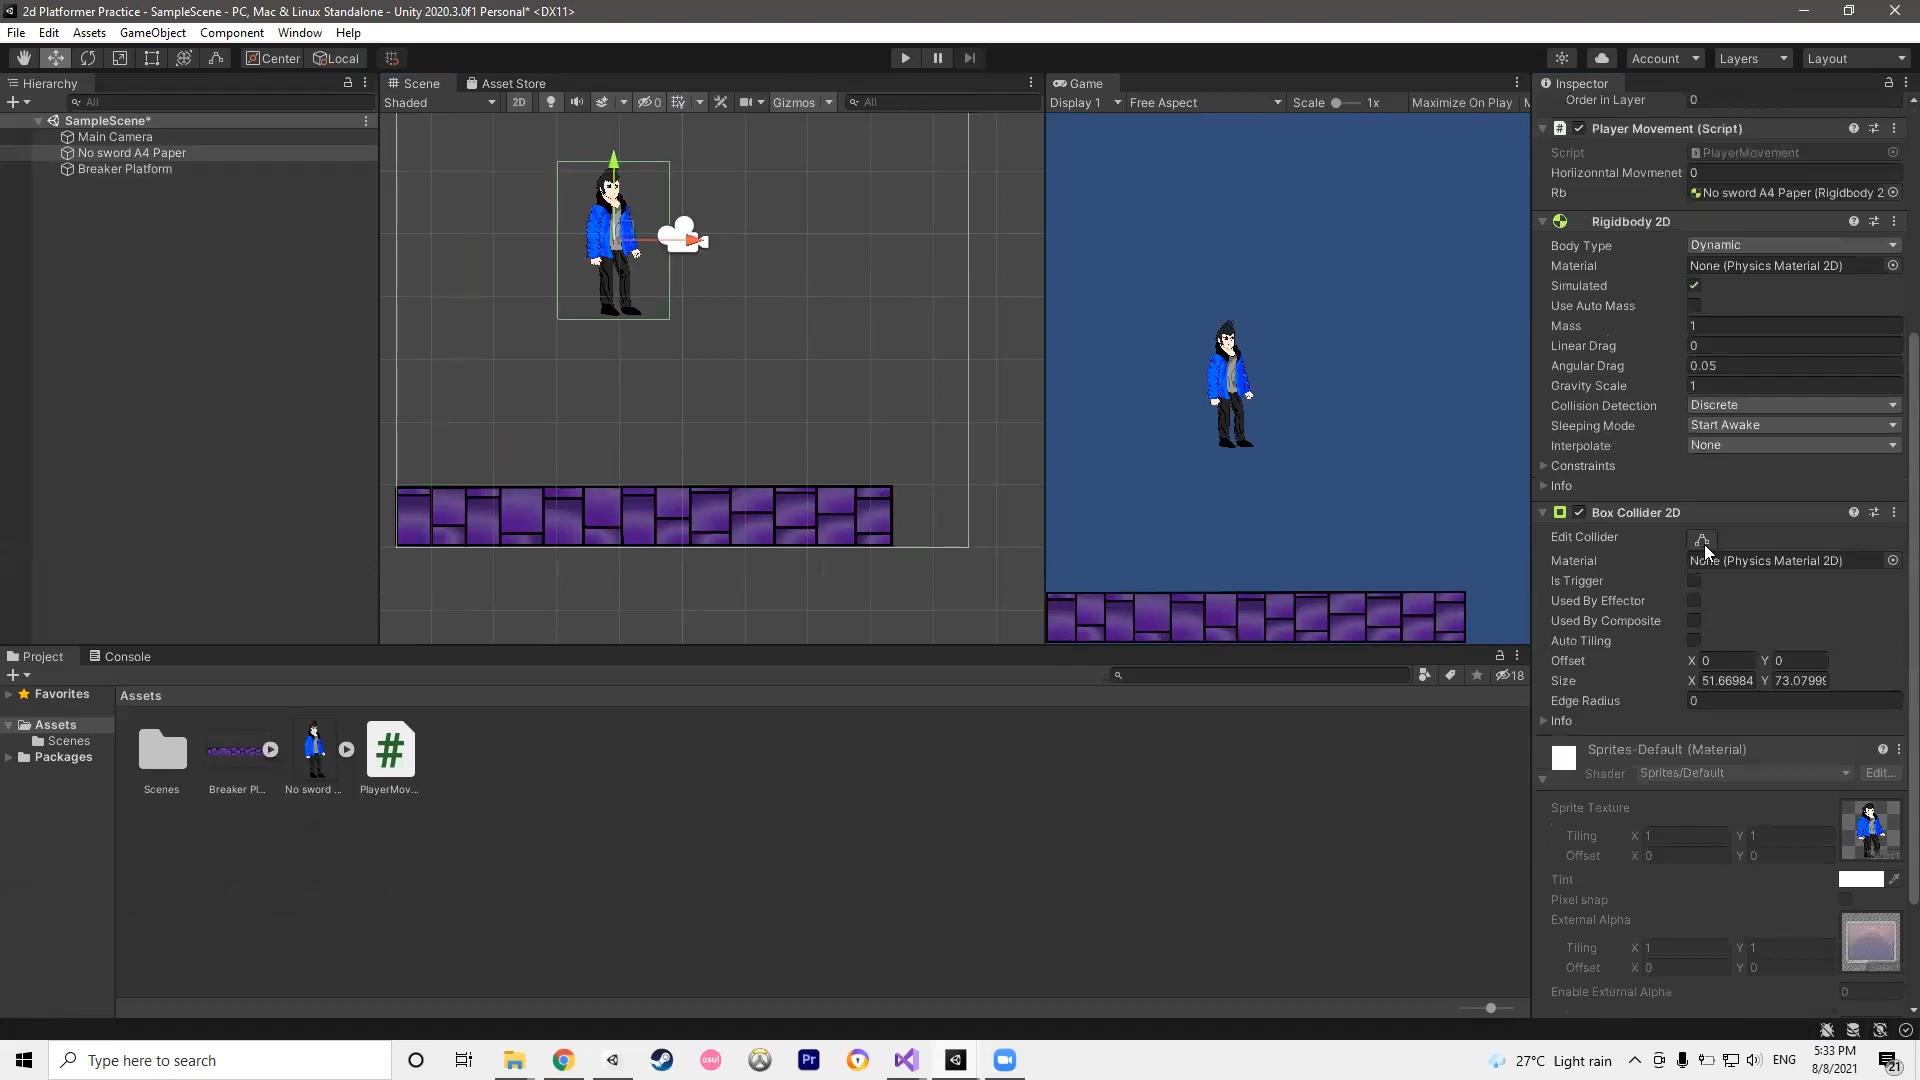 2d Platformer Practice - SampleScene - PC, Mac & Linux Standalone - Unity 2020.3.0f1 Personal* <DX11>
File Edit Assets GameObject Component Window Help
Center Local Account Layers Layout
Hierarchy
All
SampleScene*
Main Camera
No sword A4 Paper
Breaker Platform
Scene Asset Store
Shaded 2D 0 Gizmos All
Game
Display 1 Free Aspect Scale 1x Maximize On Play M
Inspector
Order in Layer 0
# Player Movement (Script)
Script PlayerMovement
Horiizonntal Movmenet 0
Rb No sword A4 Paper (Rigidbody 2
Rigidbody 2D
Body Type Dynamic
Material None (Physics Material 2D)
Simulated
Use Auto Mass
Mass 1
Linear Drag 0
Angular Drag 0.05
Gravity Scale 1
Collision Detection Discrete
Sleeping Mode Start Awake
Interpolate None
Constraints
Info
Box Collider 2D
Edit Collider
Material None (Physics Material 2D)
Is Trigger
Used By Effector
Used By Composite
Auto Tiling
Offset X 0 Y 0
Size X 51.66984 Y 73.07999
Edge Radius 0
Info
Sprites-Default (Material)
Shader Sprites/Default Edit...
Sprite Texture
Tiling X 1 Y 1
Offset X 0 Y 0
Tint
Pixel snap
External Alpha
Tiling X 1 Y 1
Offset X 0 Y 0
Enable External Alpha 0
Project Console
18
Favorites
Assets
Scenes
Packages
Assets
#
Scenes Breaker Pl... No sword ... PlayerMov...
Type here to search
osu!
Pr
27°C Light rain
ENG
5:33 PM
8/8/2021
21